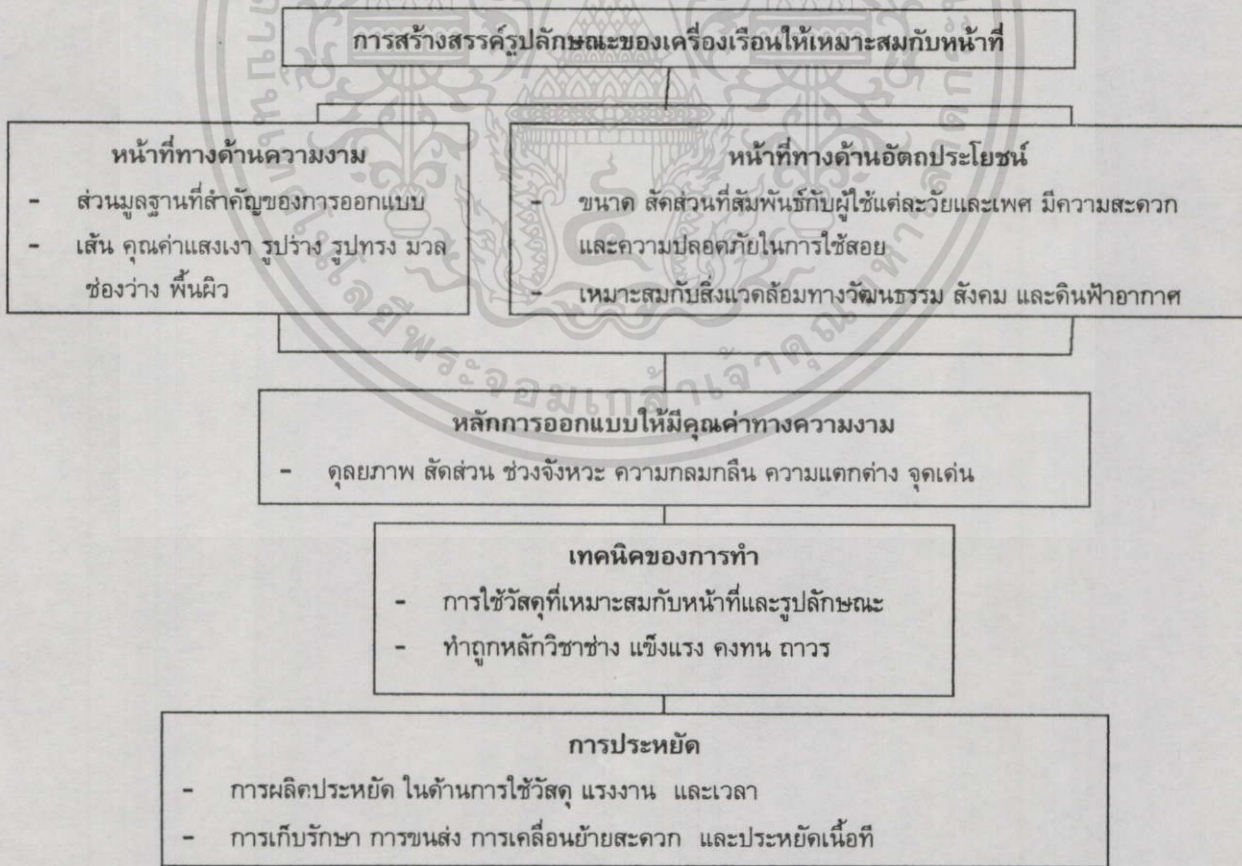 การสร้างสรรค์รูปลักษณะของเครื่องเรือนให้เหมาะสมกับหน้าที่
หน้าที่ทางด้านความงาม
- ส่วนมูลฐานที่สำคัญของการออกแบบ
- เส้น คุณค่าแสงเงา รูปร่าง รูปทรง มวล
ช่องว่าง พื้นผิว
หน้าที่ทางด้านอัตถประโยชน์
- ขนาด สัดส่วนที่สัมพันธ์กับผู้ใช้แต่ละวัยและเพศ มีความสะดวก
และความปลอดภัยในการใช้สอย
- เหมาะสมกับสิ่งแวดล้อมทางวัฒนธรรม สังคม และดินฟ้าอากาศ
หลักการออกแบบให้มีคุณค่าทางความงาม
- ดุลยภาพ สัดส่วน ช่วงจังหวะ ความกลมกลืน ความแตกต่าง จุดเด่น
เทคนิคของการทำ
- การใช้วัสดุที่เหมาะสมกับหน้าที่และรูปลักษณะ
- ทำถูกหลักวิชาช่าง แข็งแรง คงทน ถาวร
การประหยัด
- การผลิตประหยัด ในด้านการใช้วัสดุ แรงงาน และเวลา
- การเก็บรักษา การขนส่ง การเคลื่อนย้ายสะดวก และประหยัดเนื้อที่